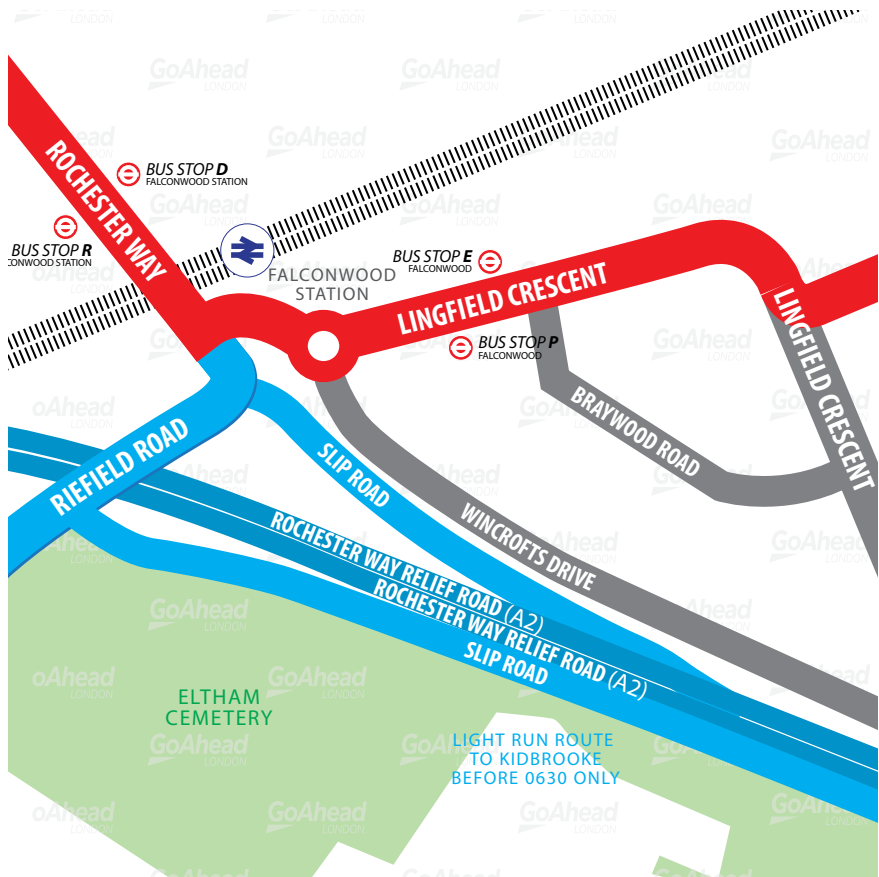 ROCHESTER WAY
BUS STOP D
FALCONWOOD STATION
BUS STOP R
CONWOOD STATION
FALCONWOOD
STATION
BUS STOP E
FALCONWOOD
LINGFIELD CRESCENT
BUS STOP P
FALCONWOOD
LINGFIELD CRESCENT
BRAYWOOD ROAD
RIEFIELD ROAD
SLIP ROAD
WINCROFTS DRIVE
ROCHESTER WAY RELIEF ROAD (A2)
ROCHESTER WAY RELIEF ROAD (A2)
SLIP ROAD
ELTHAM
CEMETERY
LIGHT RUN ROUTE
TO KIDBROOKE
BEFORE 0630 ONLY
GoAhead
LONDON